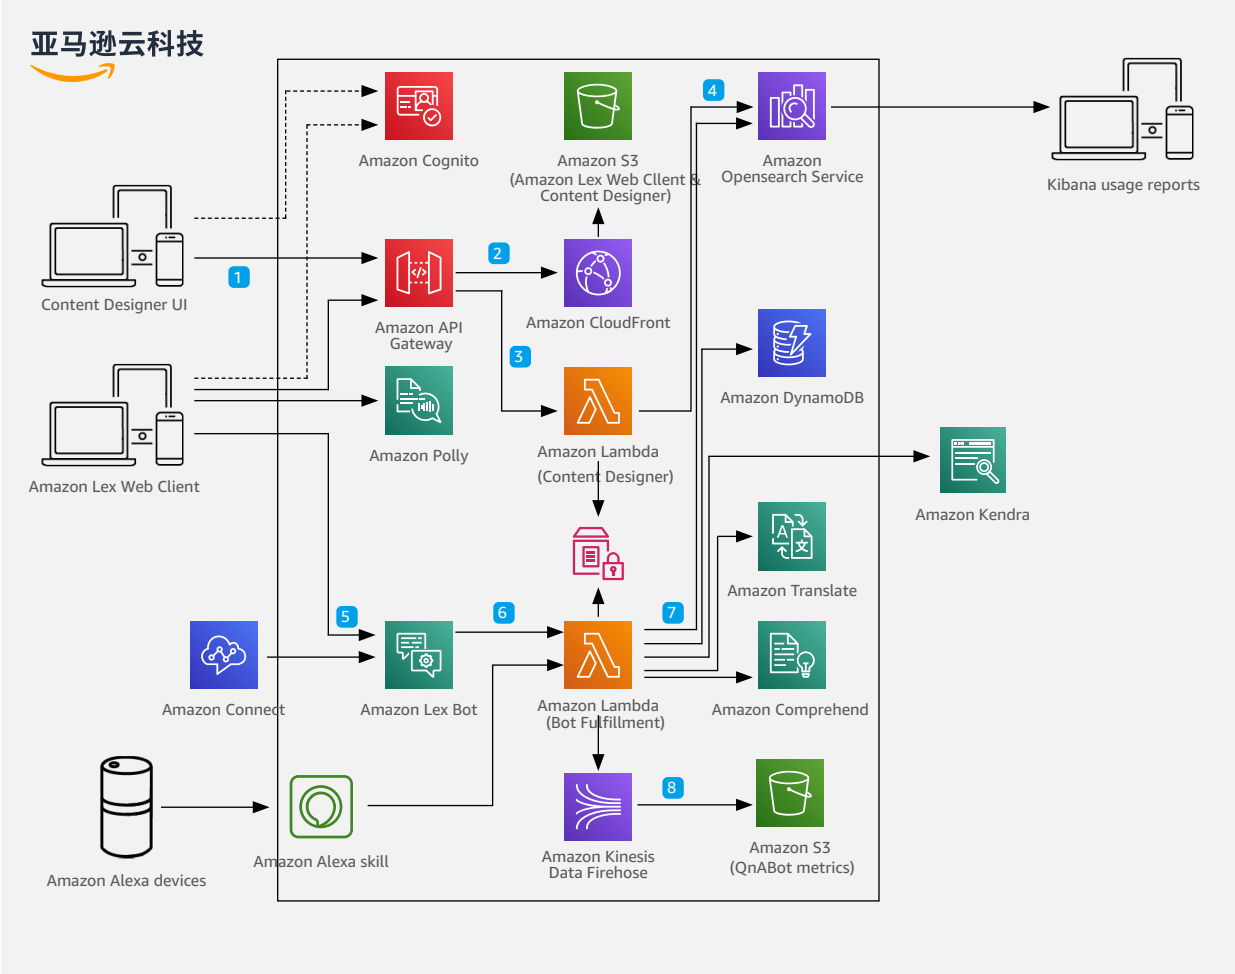 亚马逊云科技
Amazon Cognito
Amazon S3
(Amazon Lex Web Cllent &
Content Designer)
4
Amazon
Opensearch Service
Kibana usage reports
1
Content Designer UI
Amazon API
Gateway
2
Amazon CloudFront
3
Amazon DynamoDB
Amazon Lex Web Client
Amazon Polly
Amazon Lambda
(Content Designer)
Amazon Kendra
Amazon Translate
5
6
7
Amazon Connect
Amazon Lex Bot
Amazon Lambda
(Bot Fulfillment)
Amazon Comprehend
8
Amazon Alexa devices
Amazon Alexa skill
Amazon Kinesis
Data Firehose
Amazon S3
(QnABot metrics)
A
文